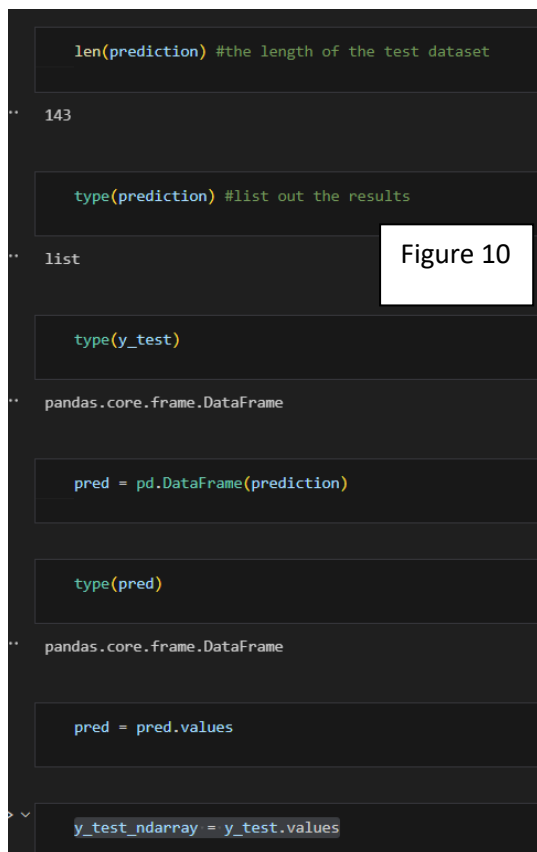 len(prediction) #the length of the test dataset
143
type(prediction) #list out the results
list
Figure 10
type(y_test)
pandas.core.frame.DataFrame
pred = pd.DataFrame(prediction)
type(pred)
pandas.core.frame.DataFrame
pred = pred.values
y_test_ndarray = y_test.values